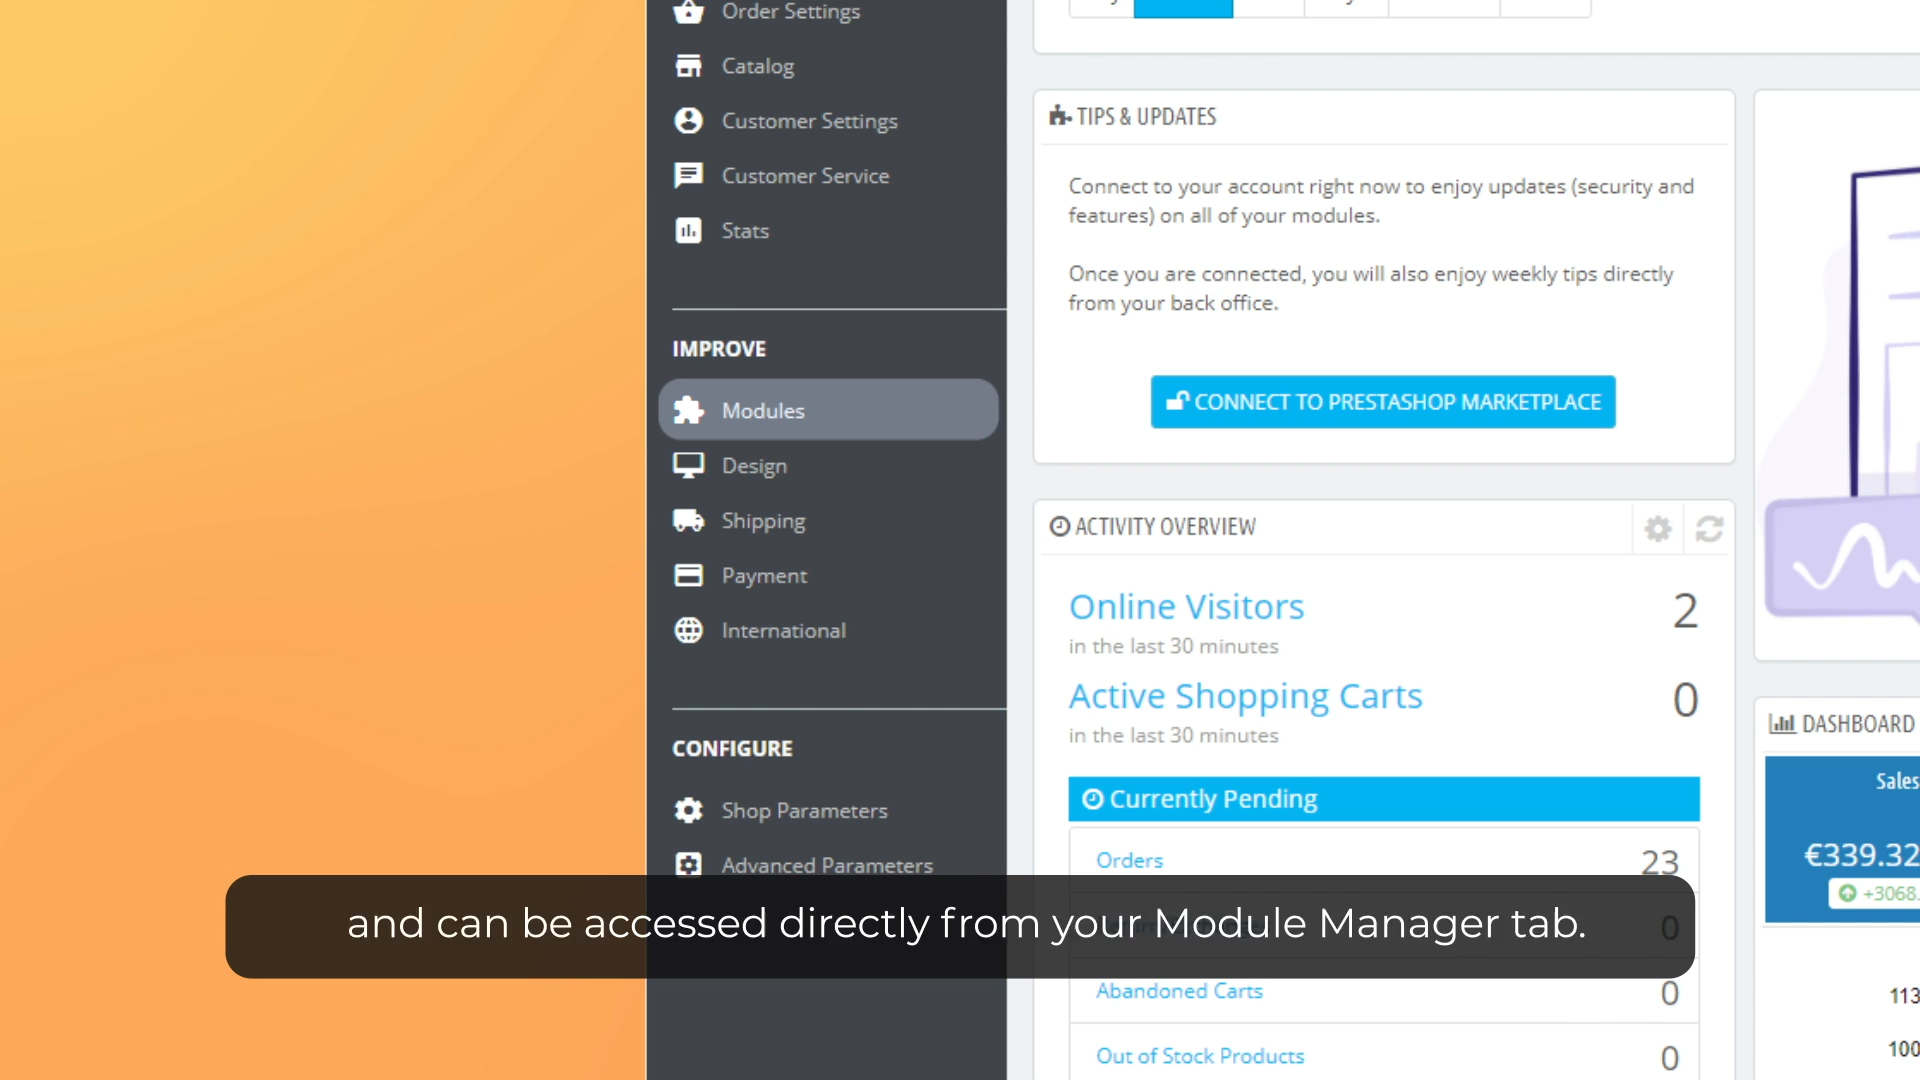 Order Settings
Catalog
Customer Settings
Customer Service
Stats
IMPROVE
Modules
Design
Shipping
Payment
International
CONFIGURE
Shop Parameters
Advanced Parameters
TIPS & UPDATES
Connect to your account right now to enjoy updates (security and
features) on all of your modules.
Once you are connected, you will also enjoy weekly tips directly
from your back office.
CONNECT TO PRESTASHOP MARKETPLACE
ACTIVITY OVERVIEW
Online Visitors 2
in the last 30 minutes
Active Shopping Carts 0
in the last 30 minutes
Currently Pending
Orders 23
0
Abandoned Carts 0
Out of Stock Products 0
DASHBOARD
Sales
€339.32
+3068.
113
100
and can be accessed directly from your Module Manager tab.